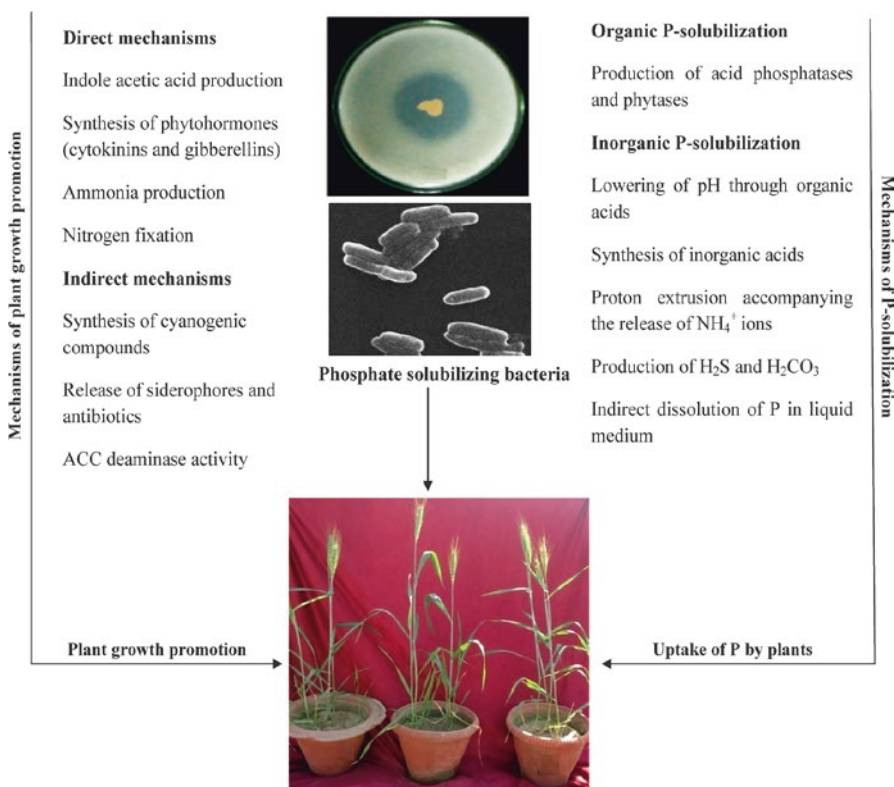 Mechanisms of plant growth promotion
Direct mechanisms
Indole acetic acid production
Synthesis of phytohormones
(cytokinins and gibberellins)
Ammonia production
Nitrogen fixation
Indirect mechanisms
Synthesis of cyanogenic
compounds
Release of siderophores and
antibiotics
ACC deaminase activity
Phosphate solubilizing bacteria
Organic P-solubilization
Production of acid phosphatases
and phytases
Inorganic P-solubilization
Lowering of pH through organic
acids
Synthesis of inorganic acids
Proton extrusion accompanying
the release of NH₄⁺ ions
Production of H₂S and H₂CO₃
Indirect dissolution of P in liquid
medium
Mechanisms of P-solubilization
Plant growth promotion
Uptake of P by plants